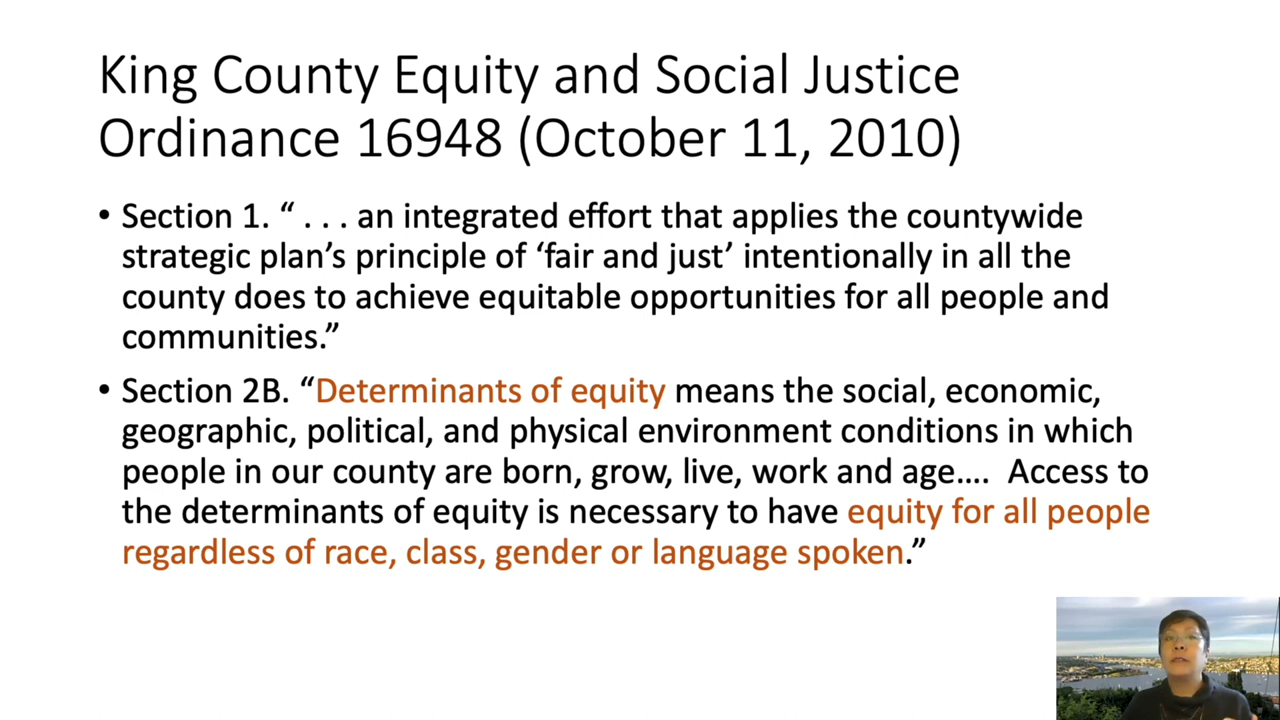 King County Equity and Social Justice
Ordinance 16948 (October 11, 2010)
• Section 1. “ . . . an integrated effort that applies the countywide
strategic plan’s principle of ‘fair and just’ intentionally in all the
county does to achieve equitable opportunities for all people and
communities.”
• Section 2B. “Determinants of equity means the social, economic,
geographic, political, and physical environment conditions in which
people in our county are born, grow, live, work and age…. Access to
the determinants of equity is necessary to have equity for all people
regardless of race, class, gender or language spoken.”